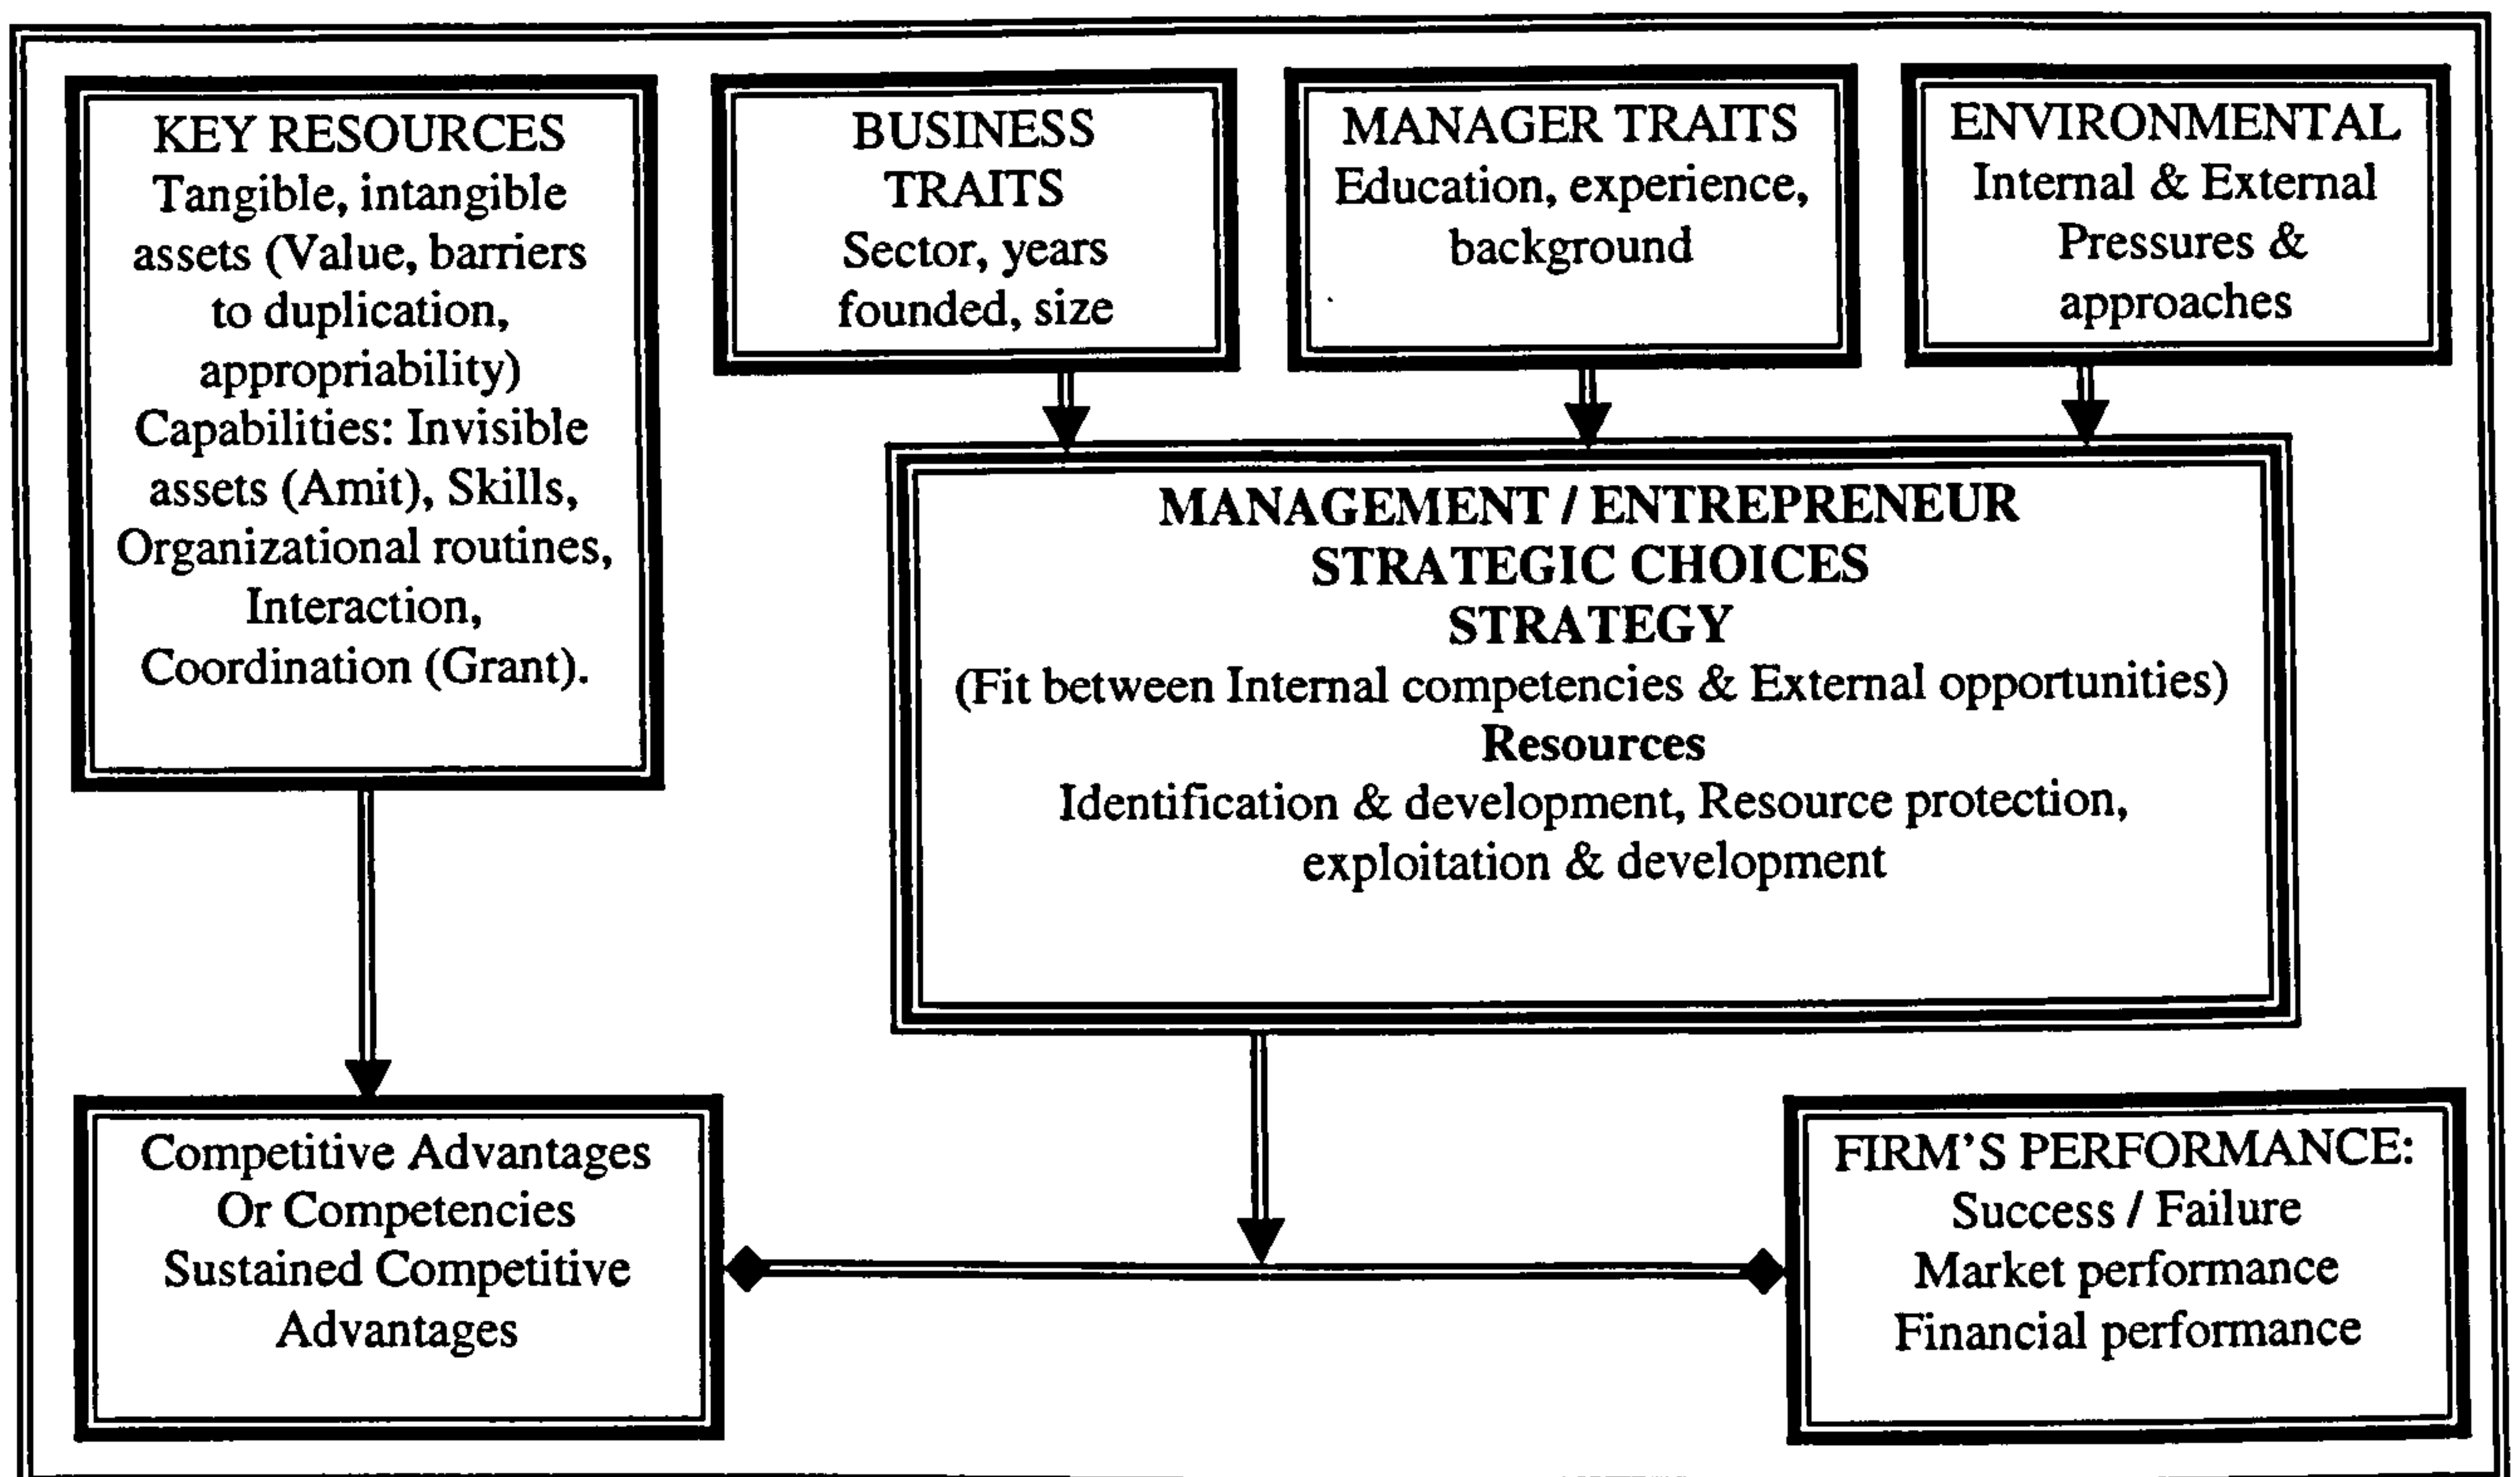 KEY RESOURCES
Tangible, intangible
assets (Value, barriers
to duplication,
appropriability)
Capabilities: Invisible
assets (Amit), Skills,
Organizational routines,
Interaction,
Coordination (Grant).
BUSINESS
TRAITS
Sector, years
founded, size
MANAGER TRAITS
Education, experience,
background
ENVIRONMENTAL
Internal & External
Pressures &
approaches
MANAGEMENT / ENTREPRENEUR
STRATEGIC CHOICES
STRATEGY
(Fit between Internal competencies & External opportunities)
Resources
Identification & development, Resource protection,
exploitation & development
Competitive Advantages
Or Competencies
Sustained Competitive
Advantages
FIRM'S PERFORMANCE:
Success / Failure
Market performance
Financial performance